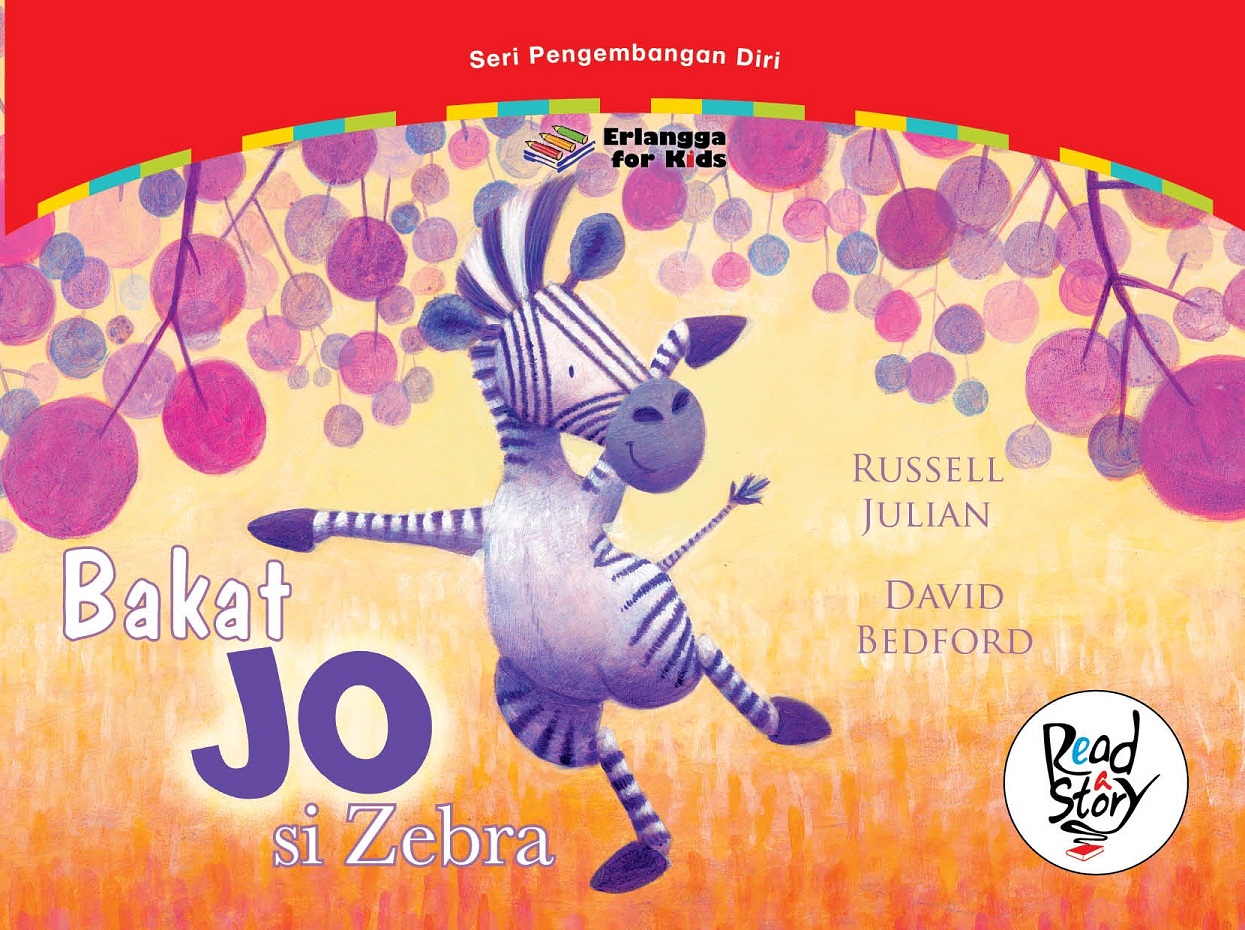 Seri Pengembangan Diri
Erlangga
for Kids
RUSSELL
JULIAN
DAVID
BEDFORD
Bakat
JO
si Zebra
Read
a
Story